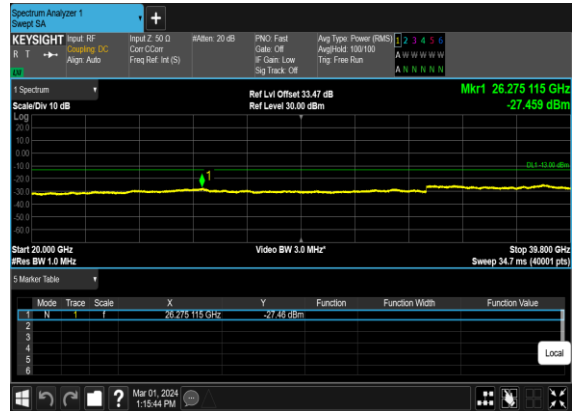 Spectrum Analyzer 1
Swept SA
+
KEYSIGHT Input: RF Input Z: 50 Ω #Atten: 20 dB PNO: Fast Avg Type: Power (RMS) 1 2 3 4 5 6
R T Coupling: DC Corr CCorr Gate: Off Avg|Hold: 100/100 A W W W W W
Align: Auto Freq Ref: Int (S) IF Gain: Low Trig: Free Run
Sig Track: Off A N N N N N
1 Spectrum Ref Lvl Offset 33.47 dB Mkr1 26.275 115 GHz
Scale/Div 10 dB Ref Level 30.00 dBm -27.459 dBm
Log
20.0
10.0
0.00
-10.0
DL1 -13.00 dBm
1
-20.0
-30.0
-40.0
-50.0
-60.0
Start 20.000 GHz Video BW 3.0 MHz* Stop 39.800 GHz
#Res BW 1.0 MHz Sweep 34.7 ms (40001 pts)
5 Marker Table
Mode Trace Scale X Y Function Function Width Function Value
1 N 1 f 26.275 115 GHz -27.46 dBm
2
3
4
5
6
Local
? Mar 01, 2024
1:15:44 PM